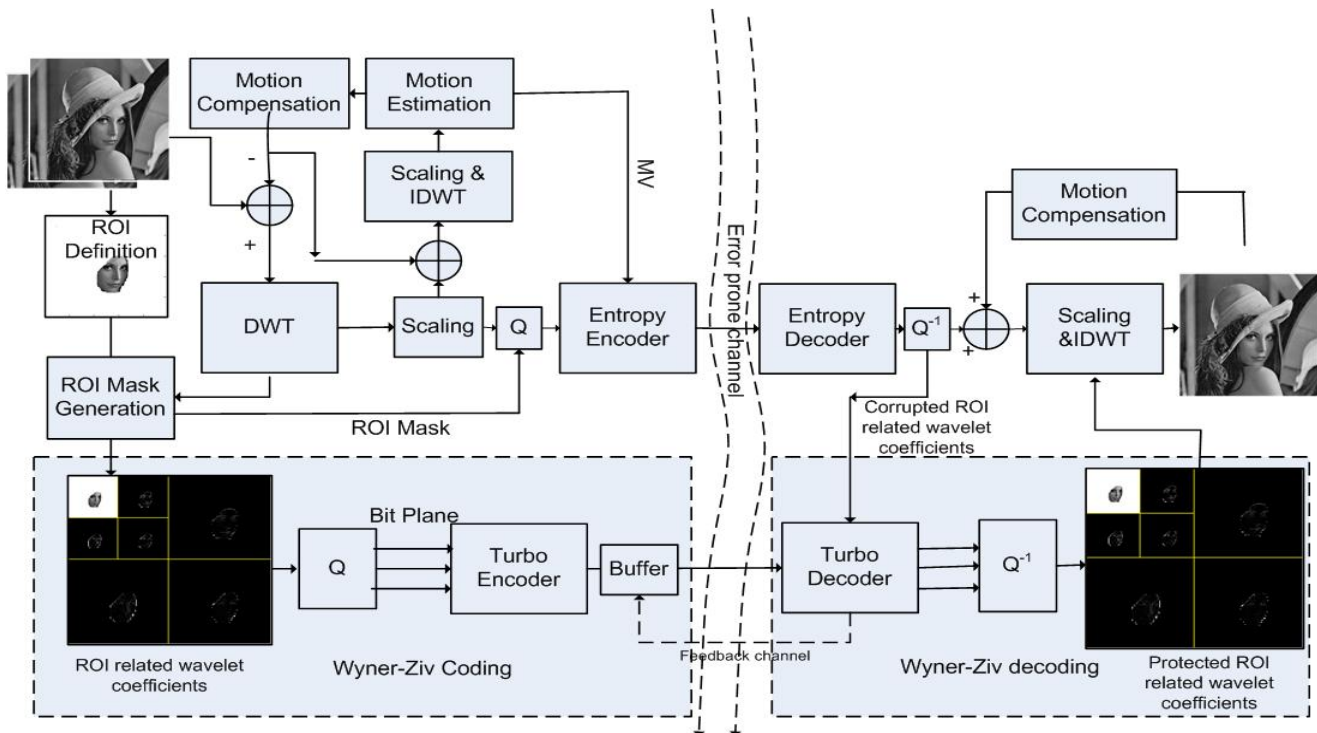 Motion
Compensation
Motion
Estimation
-
Scaling &
IDWT
MV
ROI
Definition
+
DWT
Scaling
Q
Entropy
Encoder
ROI Mask
Generation
ROI Mask
Error prone channel
Entropy
Decoder
Q⁻¹
+
+
Motion
Compensation
Scaling
&IDWT
Corrupted ROI
related wavelet
coefficients
Bit Plane
Q
Turbo
Encoder
Buffer
ROI related wavelet
coefficients
Wyner-Ziv Coding
Feedback channel
Turbo
Decoder
Q⁻¹
Wyner-Ziv decoding
Protected ROI
related wavelet
coefficients